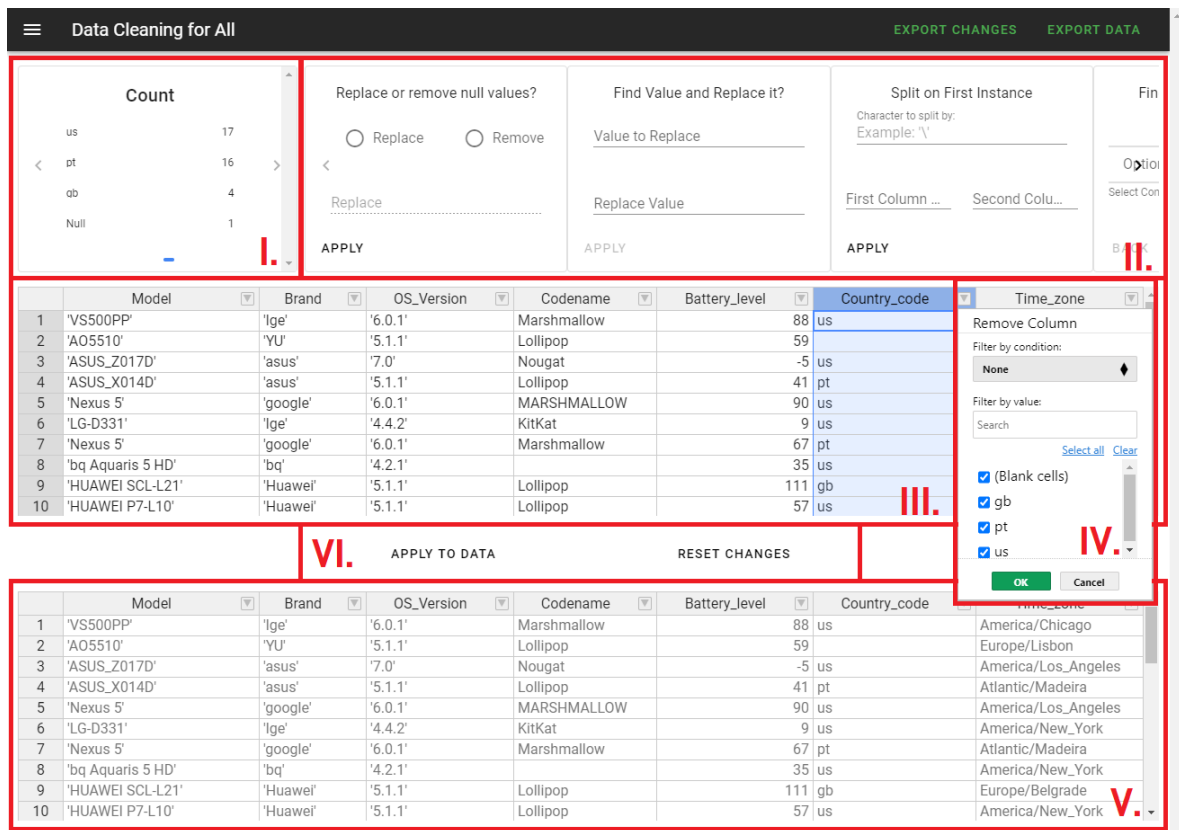 Data Cleaning for All EXPORT CHANGES EXPORT DATA
Count
us 17
pt 16
gb 4
Null 1
I.
Replace or remove null values?
Replace Remove
Replace
APPLY
Find Value and Replace it?
Value to Replace
Replace Value
APPLY
Split on First Instance
Character to split by:
Example: '\'
First Column ... Second Colu...
APPLY
Fin
Optio
Select Con
BACK
II.
Model Brand OS_Version Codename Battery_level Country_code Time_zone
1 'VS500PP' 'lge' '6.0.1' Marshmallow 88 us
2 'AO5510' 'YU' '5.1.1' Lollipop 59
3 'ASUS_Z017D' 'asus' '7.0' Nougat -5 us
4 'ASUS_X014D' 'asus' '5.1.1' Lollipop 41 pt
5 'Nexus 5' 'google' '6.0.1' MARSHMALLOW 90 us
6 'LG-D331' 'lge' '4.4.2' KitKat 9 us
7 'Nexus 5' 'google' '6.0.1' Marshmallow 67 pt
8 'bq Aquaris 5 HD' 'bq' '4.2.1' 35 us
9 'HUAWEI SCL-L21' 'Huawei' '5.1.1' Lollipop 111 gb
10 'HUAWEI P7-L10' 'Huawei' '5.1.1' Lollipop 57 us
III.
Remove Column
Filter by condition:
None
Filter by value:
Search
Select all Clear
(Blank cells)
gb
pt
us
IV.
OK Cancel
VI.
APPLY TO DATA RESET CHANGES
Model Brand OS_Version Codename Battery_level Country_code Time_zone
1 'VS500PP' 'lge' '6.0.1' Marshmallow 88 us America/Chicago
2 'AO5510' 'YU' '5.1.1' Lollipop 59 Europe/Lisbon
3 'ASUS_Z017D' 'asus' '7.0' Nougat -5 us America/Los_Angeles
4 'ASUS_X014D' 'asus' '5.1.1' Lollipop 41 pt Atlantic/Madeira
5 'Nexus 5' 'google' '6.0.1' MARSHMALLOW 90 us America/Los_Angeles
6 'LG-D331' 'lge' '4.4.2' KitKat 9 us America/New_York
7 'Nexus 5' 'google' '6.0.1' Marshmallow 67 pt Atlantic/Madeira
8 'bq Aquaris 5 HD' 'bq' '4.2.1' 35 us America/New_York
9 'HUAWEI SCL-L21' 'Huawei' '5.1.1' Lollipop 111 gb Europe/Belgrade
10 'HUAWEI P7-L10' 'Huawei' '5.1.1' Lollipop 57 us America/New_York
V.